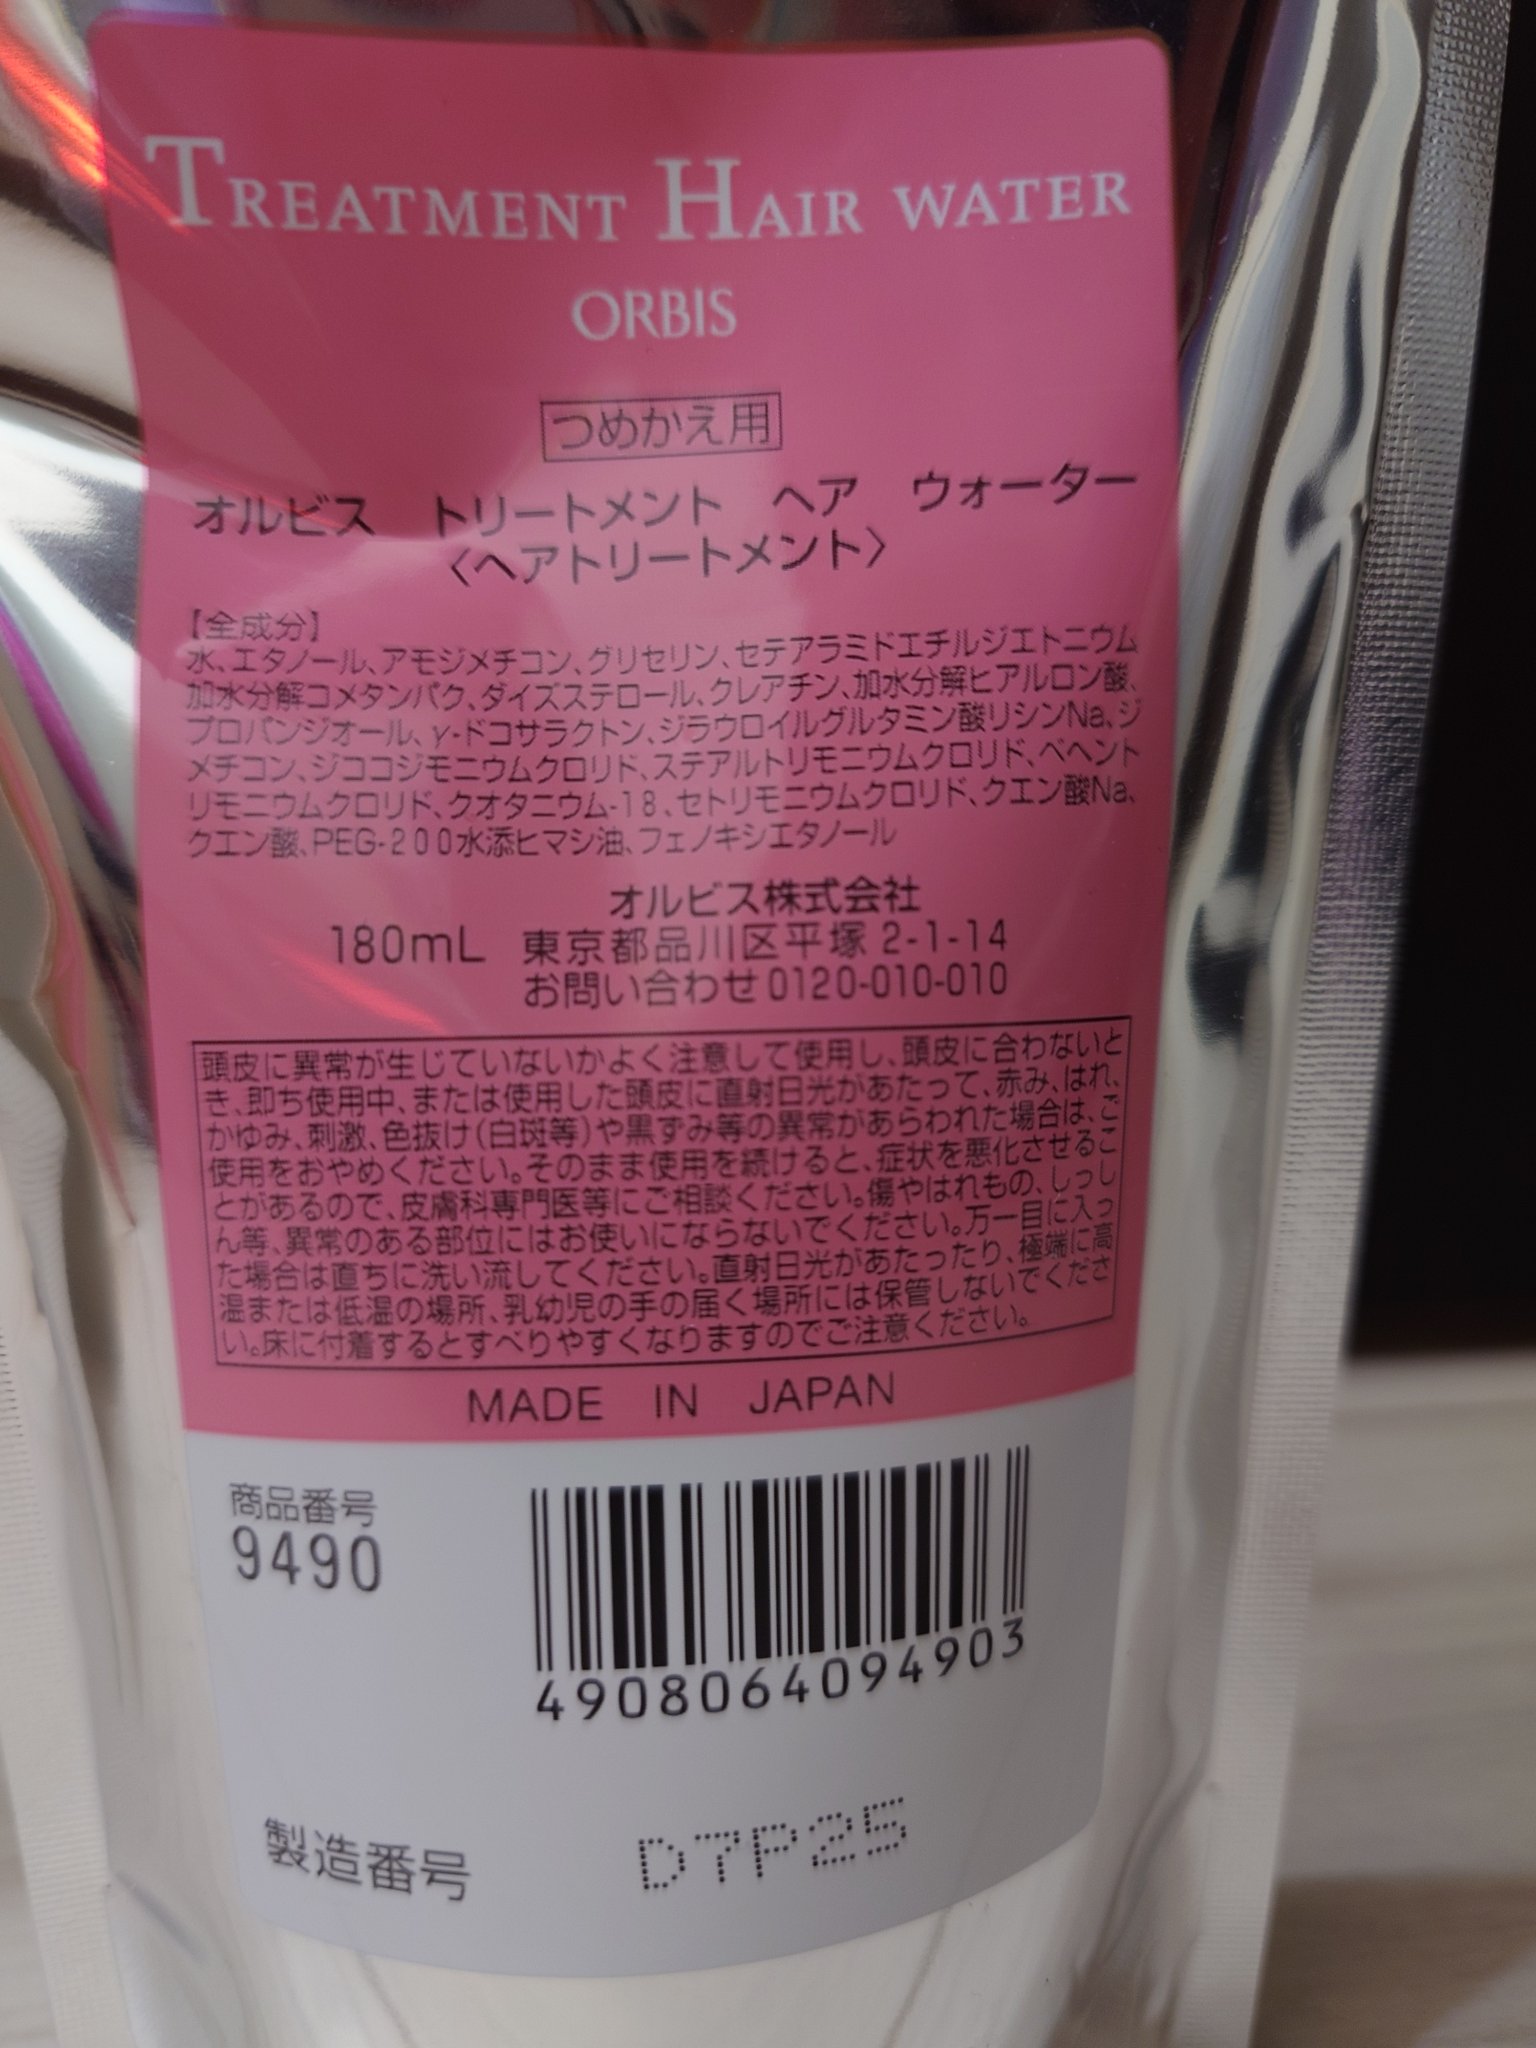 TREATMENT HAIR WATER
ORBIS
つめかえ用
オルビス トリートメント ヘア ウォーター
〈ヘアトリートメント〉
【全成分】
水、エタノール、アモジメチコン、グリセリン、セテアラミドエチルジエトニウム
加水分解コメタンパク、ダイズステロール、クレアチン、加水分解ヒアルロン酸、
プロパンジオール、γ-ドコサラクトン、ジラウロイルグルタミン酸リシンNa、ジ
メチコン、ジココジモニウムクロリド、ステアルトリモニウムクロリド、ベヘント
リモニウムクロリド、クオタニウム-18、セトリモニウムクロリド、クエン酸Na、
クエン酸、PEG-200水添ヒマシ油、フェノキシエタノール
オルビス株式会社
180mL 東京都品川区平塚 2-1-14
お問い合わせ 0120-010-010
頭皮に異常が生じていないかよく注意して使用し、頭皮に合わないと
き、即ち使用中、または使用した頭皮に直射日光があたって、赤み、はれ、
かゆみ、刺激、色抜け(白斑等)や黒ずみ等の異常があらわれた場合は、ご
使用をおやめください。そのまま使用を続けると、症状を悪化させるこ
とがあるので、皮膚科専門医等にご相談ください。傷やはれもの、しっし
ん等、異常のある部位にはお使いにならないでください。万一目に入っ
た場合は直ちに洗い流してください。直射日光があたったり、極端に高
温または低温の場所、乳幼児の手の届く場所には保管しないでくださ
い。床に付着するとすべりやすくなりますのでご注意ください。
MADE IN JAPAN
商品番号
9490
4908064094903
製造番号 D7P25